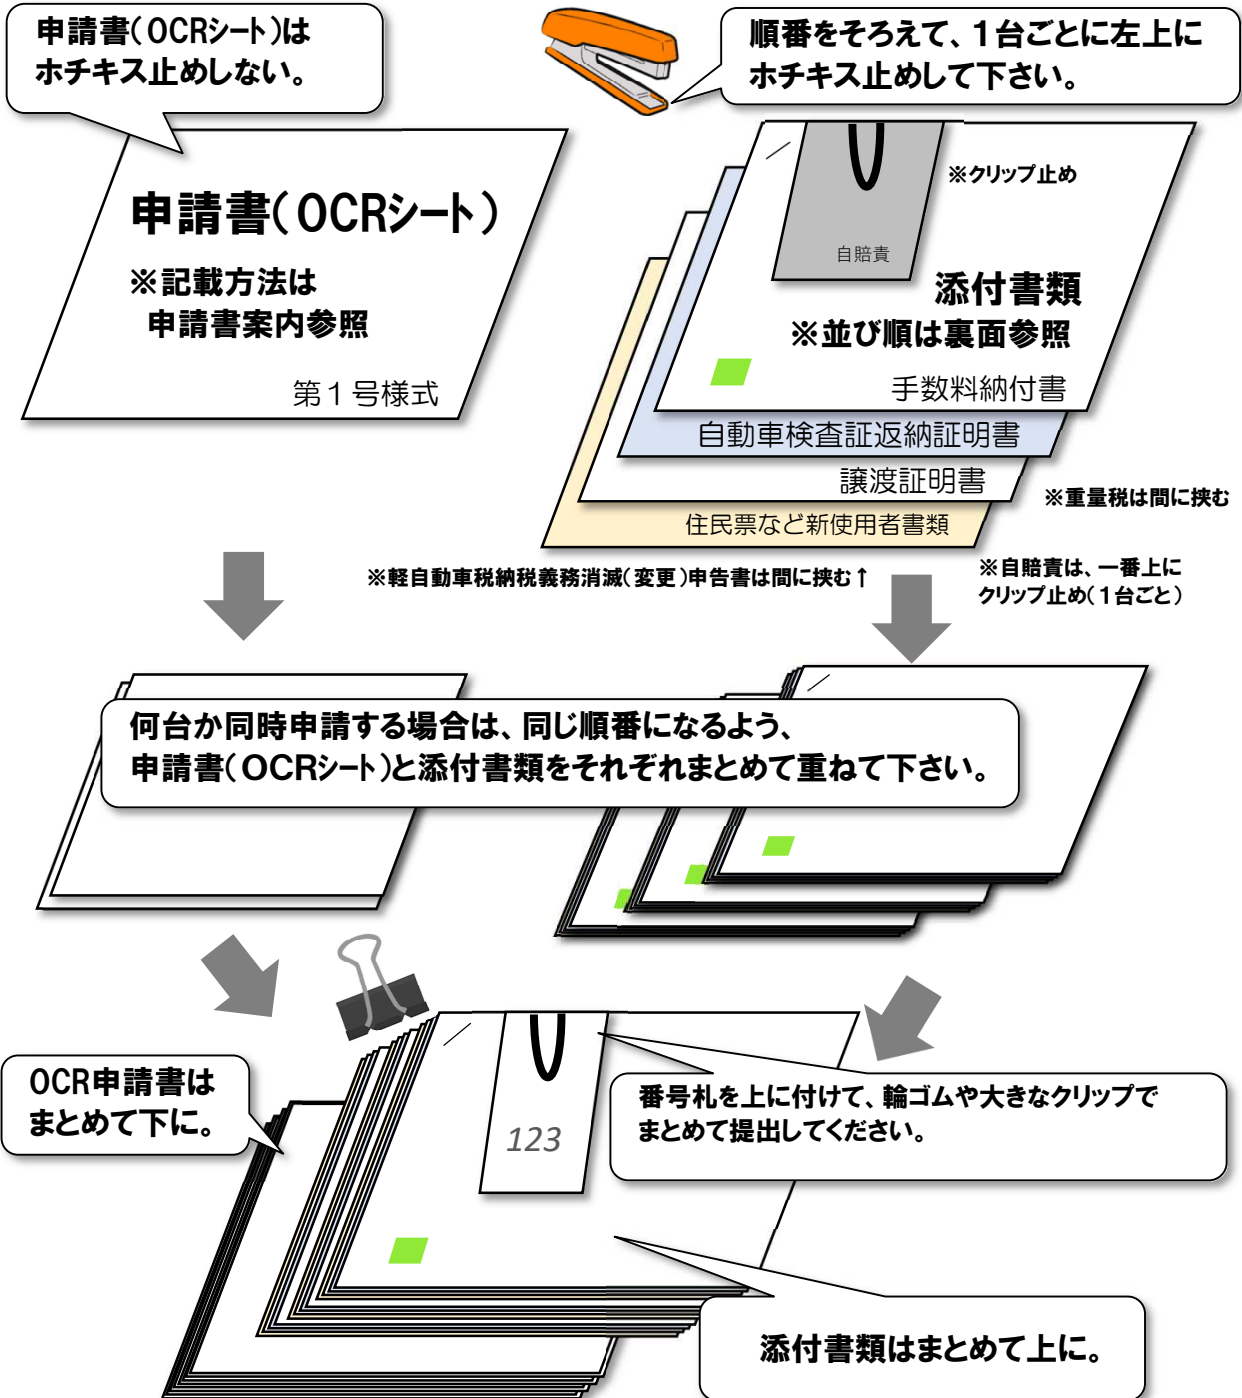 申請書(OCRシート)は
ホチキス止めしない。
順番をそろえて、1台ごとに左上に
ホチキス止めして下さい。
申請書(OCRシート)
※記載方法は
申請書案内参照
第1号様式
※クリップ止め
自賠責
添付書類
※並び順は裏面参照
手数料納付書
自動車検査証返納証明書
譲渡証明書
※重量税は間に挟む
住民票など新使用者書類
※軽自動車税納税義務消滅(変更)申告書は間に挟む↑
※自賠責は、一番上に
クリップ止め(1台ごと)
何台か同時申請する場合は、同じ順番になるよう、
申請書(OCRシート)と添付書類をそれぞれまとめて重ねて下さい。
OCR申請書は
まとめて下に。
123
番号札を上に付けて、輪ゴムや大きなクリップで
まとめて提出してください。
添付書類はまとめて上に。